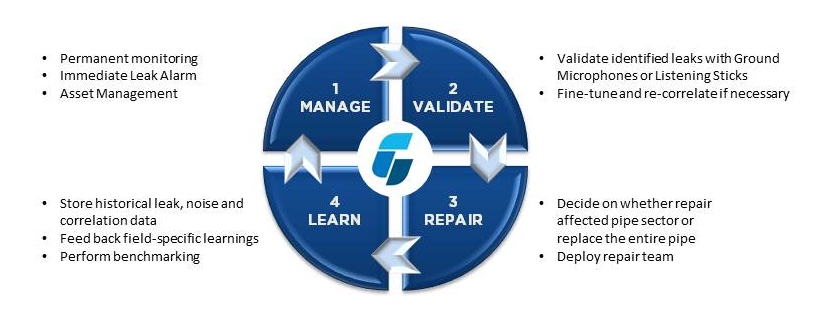 • Permanent monitoring
• Immediate Leak Alarm
• Asset Management
1
MANAGE
2
VALIDATE
• Validate identified leaks with Ground
Microphones or Listening Sticks
• Fine-tune and re-correlate if necessary
3
REPAIR
• Decide on whether repair
affected pipe sector or
replace the entire pipe
• Deploy repair team
4
LEARN
• Store historical leak, noise and
correlation data
• Feed back field-specific learnings
• Perform benchmarking